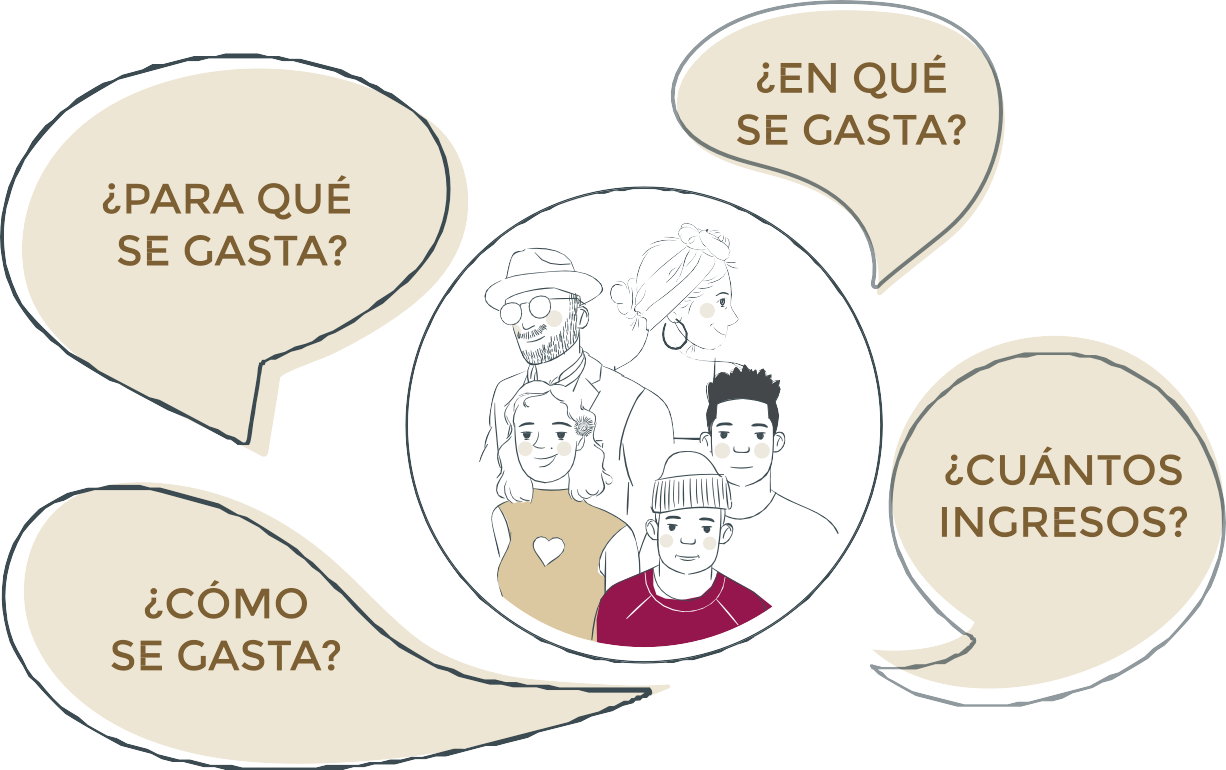 ¿EN QUÉ
SE GASTA?
¿PARA QUÉ
SE GASTA?
¿CUÁNTOS
INGRESOS?
¿CÓMO
SE GASTA?